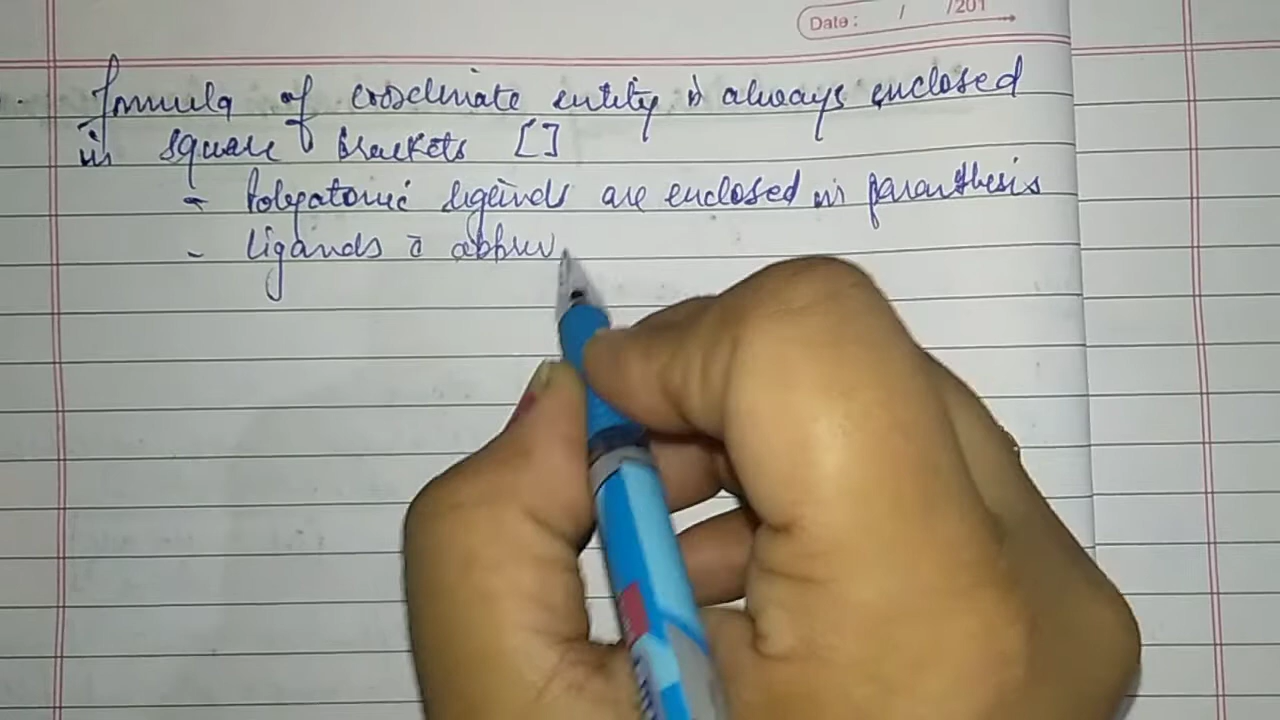 Date: / /201
formula of coordinate entity is always enclosed
in square brackets []
- Polyatomic ligands are enclosed in paranthesis
- ligands c̄ abbrev